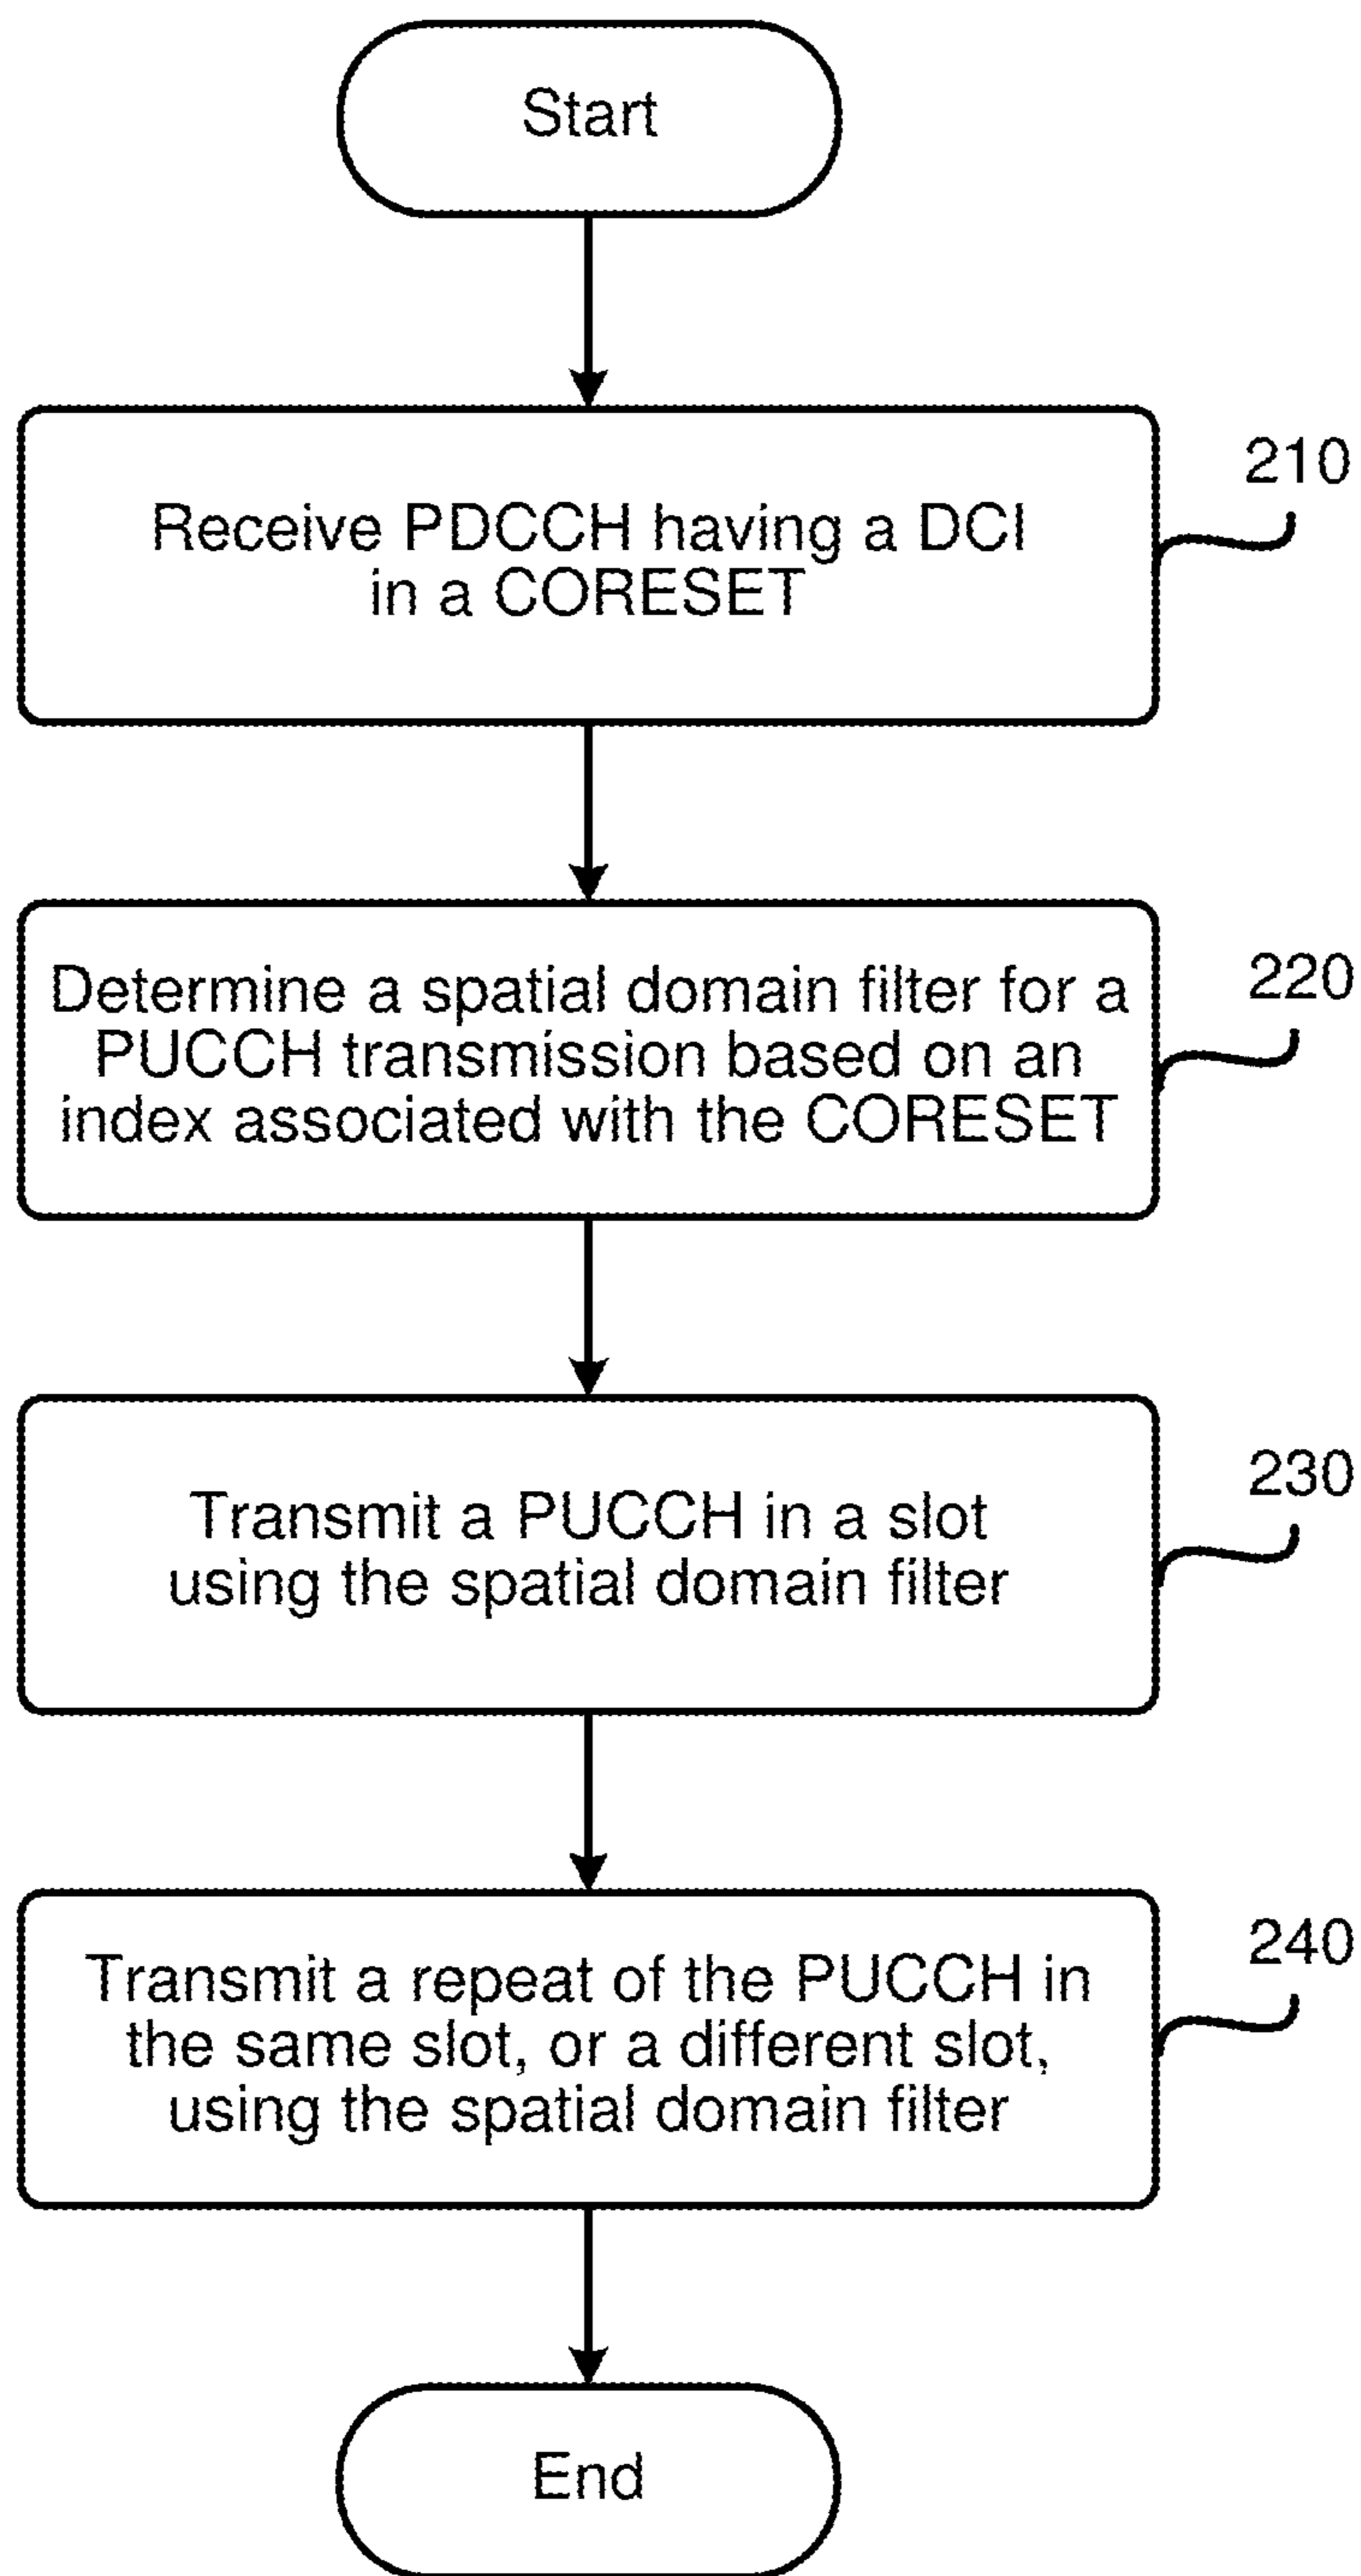 Start
Receive PDCCH having a DCI
in a CORESET
210
Determine a spatial domain filter for a
PUCCH transmission based on an
index associated with the CORESET
220
Transmit a PUCCH in a slot
using the spatial domain filter
230
Transmit a repeat of the PUCCH in
the same slot, or a different slot,
using the spatial domain filter
240
End